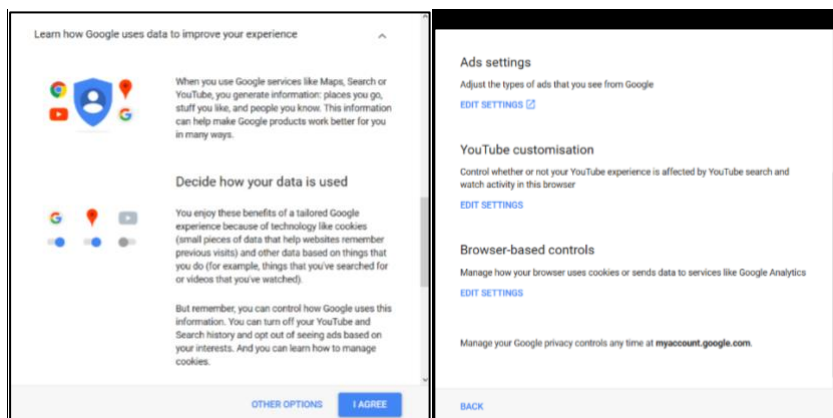 Learn how Google uses data to improve your experience
When you use Google services like Maps, Search or
YouTube, you generate information: places you go,
stuff you like, and people you know. This information
can help make Google products work better for you
in many ways.
Decide how your data is used
You enjoy these benefits of a tailored Google
experience because of technology like cookies
(small pieces of data that help websites remember
previous visits) and other data based on things that
you do (for example, things that you've searched for
or videos that you've watched).
But remember, you can control how Google uses this
information. You can turn off your YouTube and
Search history and opt out of seeing ads based on
your interests. And you can learn how to manage
cookies.
OTHER OPTIONS
I AGREE
Ads settings
Adjust the types of ads that you see from Google
EDIT SETTINGS
YouTube customisation
Control whether or not your YouTube experience is affected by YouTube search and
watch activity in this browser
EDIT SETTINGS
Browser-based controls
Manage how your browser uses cookies or sends data to services like Google Analytics
EDIT SETTINGS
Manage your Google privacy controls any time at myaccount.google.com.
BACK